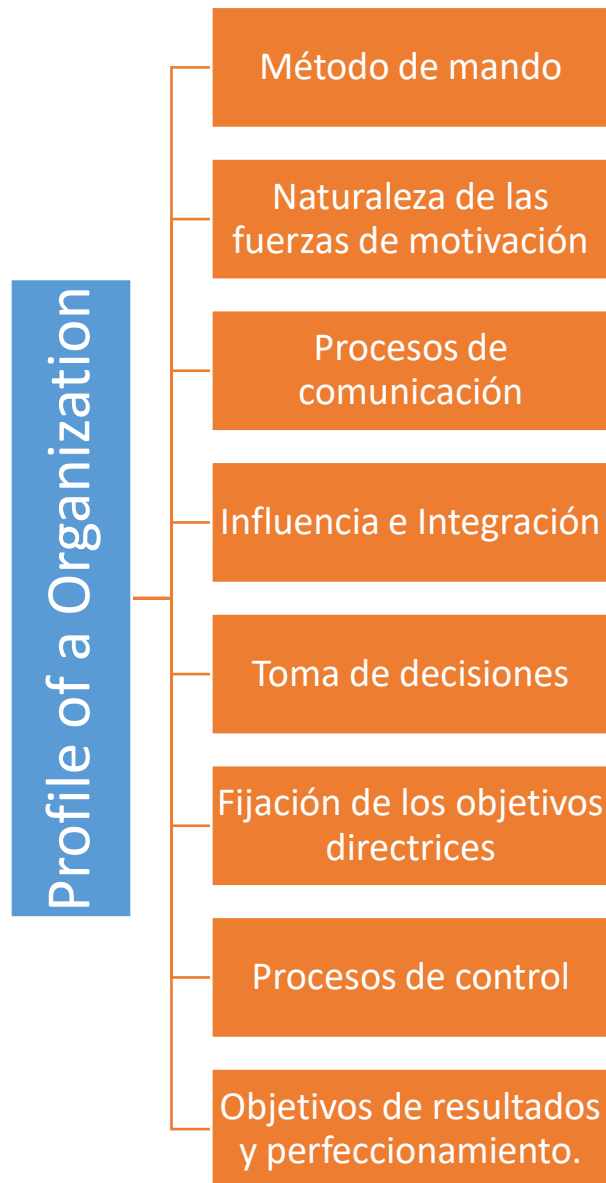 Profile of a Organization
Método de mando
Naturaleza de las
fuerzas de motivación
Procesos de
comunicación
Influencia e Integración
Toma de decisiones
Fijación de los objetivos
directrices
Procesos de control
Objetivos de resultados
y perfeccionamiento.